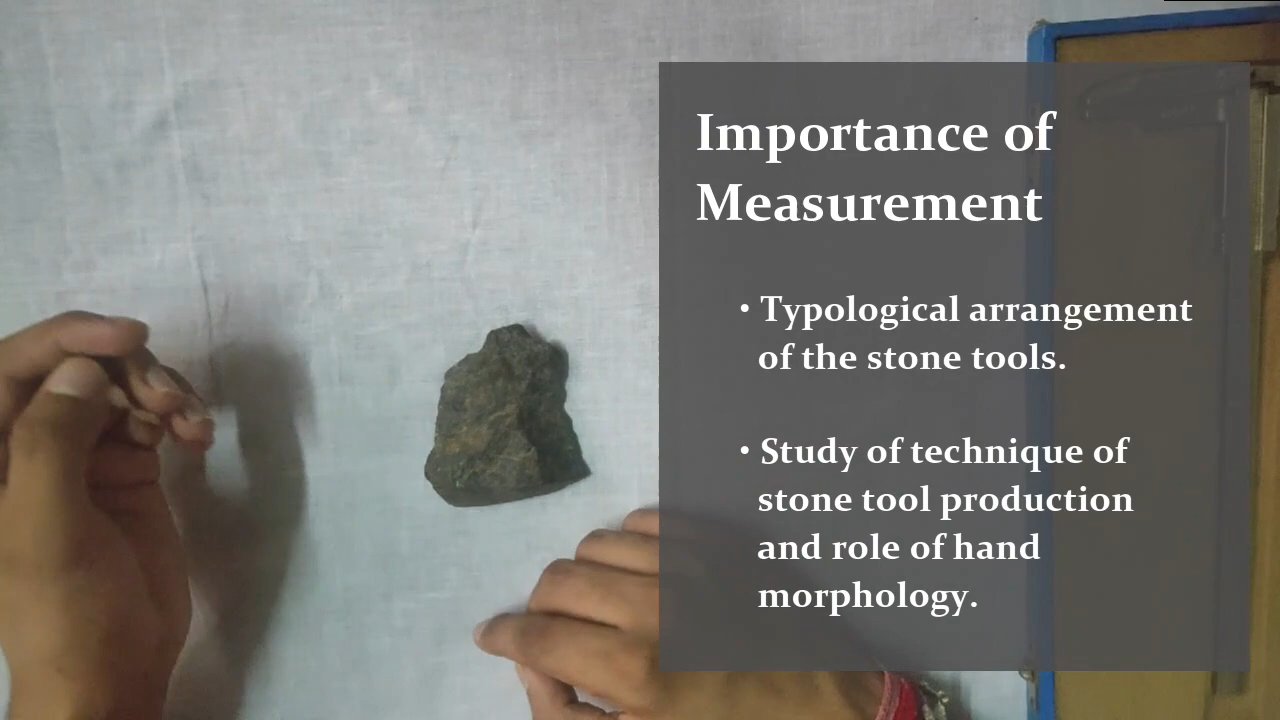 Importance of
Measurement
• Typological arrangement
of the stone tools.
• Study of technique of
stone tool production
and role of hand
morphology.